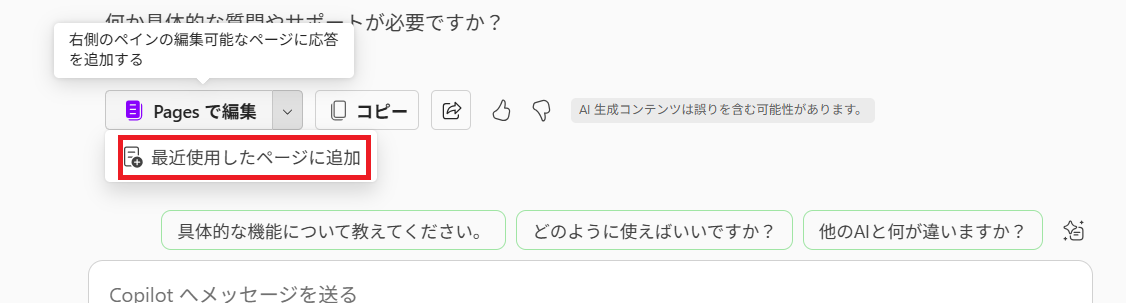 何か具体的な質問やサポートが必要ですか？
右側のペインの編集可能なページに応答
を追加する
Pages で編集
コピー
AI 生成コンテンツは誤りを含む可能性があります。
最近使用したページに追加
具体的な機能について教えてください。
どのように使えばいいですか？
他のAIと何が違いますか？
Copilot へメッセージを送る